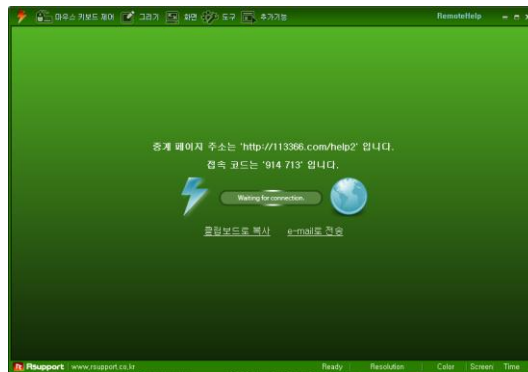 마우스 키보드 제어 그리기 화면 도구 추가기능 RemoteHelp
중계 페이지 주소는 'http://113366.com/help2' 입니다.
접속 코드는 '914 713' 입니다.
Waiting for connection.
클립보드로 복사 e-mail로 전송
Rsupport www.rsupport.co.kr Ready Resolution Color Screen Time